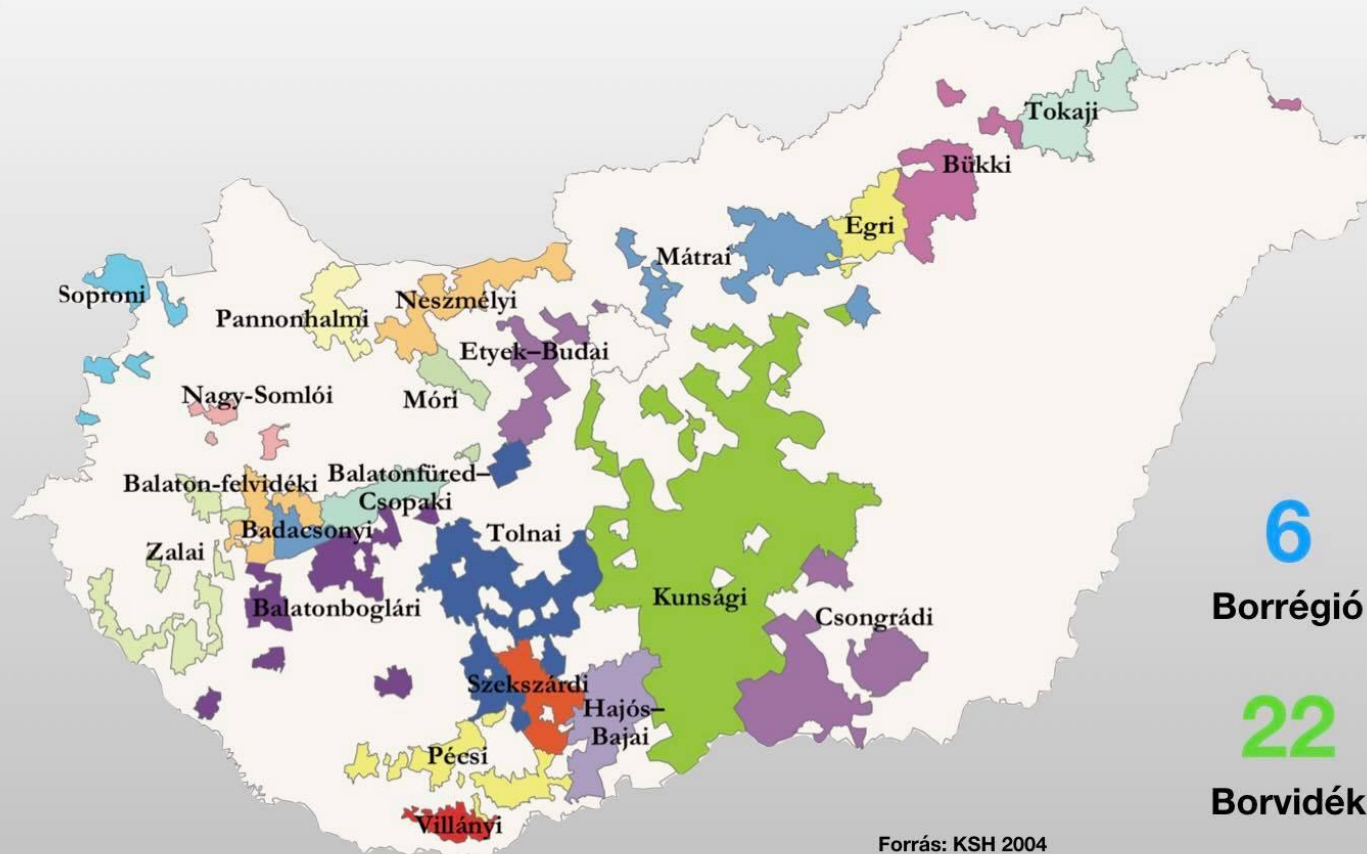 Tokaji
Bükki
Egri
Mátrai
Soproni
Neszmélyi
Pannonhalmi
Etyek–Budai
Nagy-Somlói
Móri
Balaton-felvidéki
Balatonfüred–
Csopaki
Badacsonyi
Tolnai
Zalai
Balatonboglári
Kunsági
Csongrádi
Szekszárdi
Hajós–
Bajai
Pécsi
Villányi
6
Borrégió
22
Borvidék
Forrás: KSH 2004